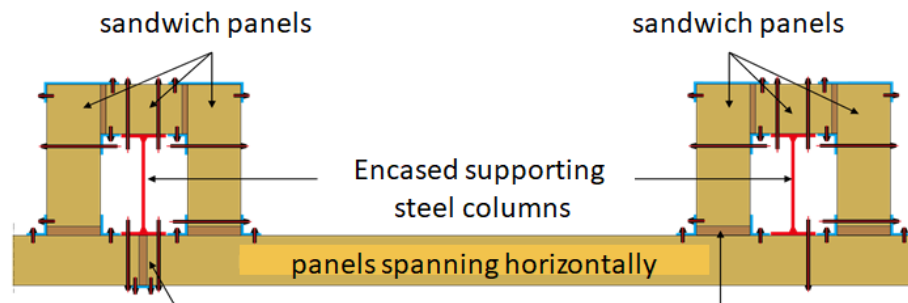 sandwich panels
sandwich panels
Encased supporting
steel columns
panels spanning horizontally